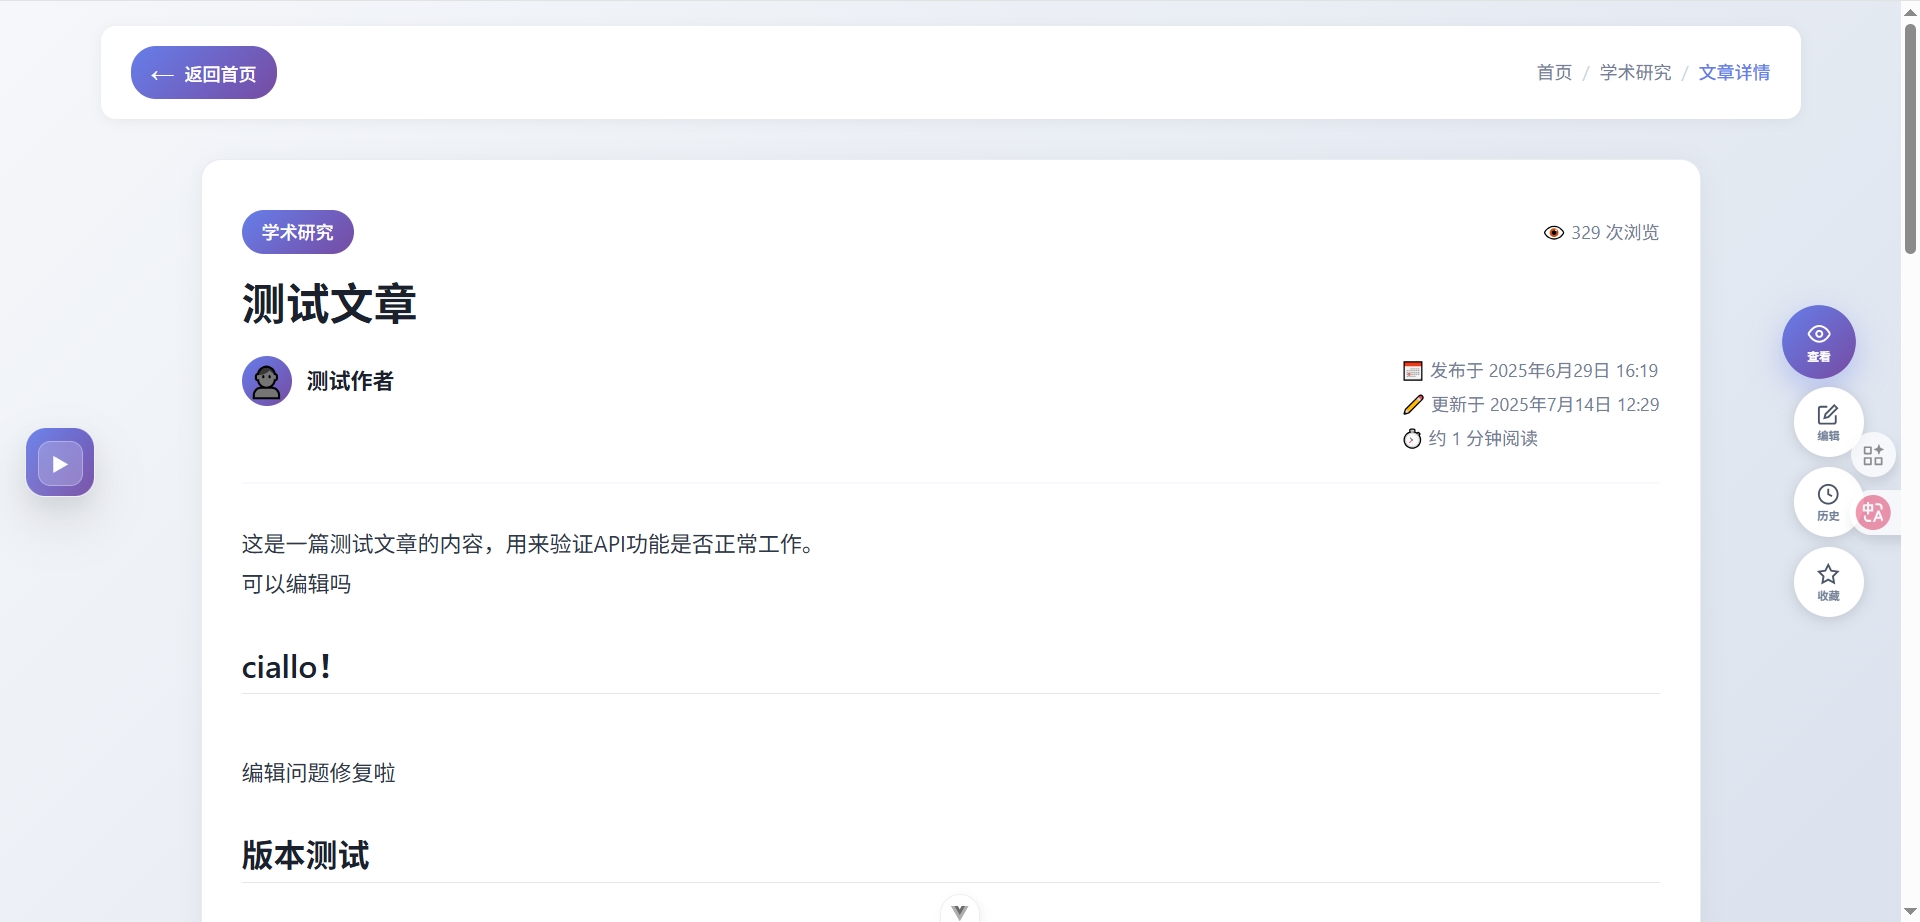 ← 返回首页
首页 / 学术研究 / 文章详情
学术研究
329 次浏览
测试文章
测试作者
发布于 2025年6月29日 16:19
更新于 2025年7月14日 12:29
约 1 分钟阅读
查看
编辑
历史
收藏
这是一篇测试文章的内容，用来验证API功能是否正常工作。
可以编辑吗
ciallo！
编辑问题修复啦
版本测试